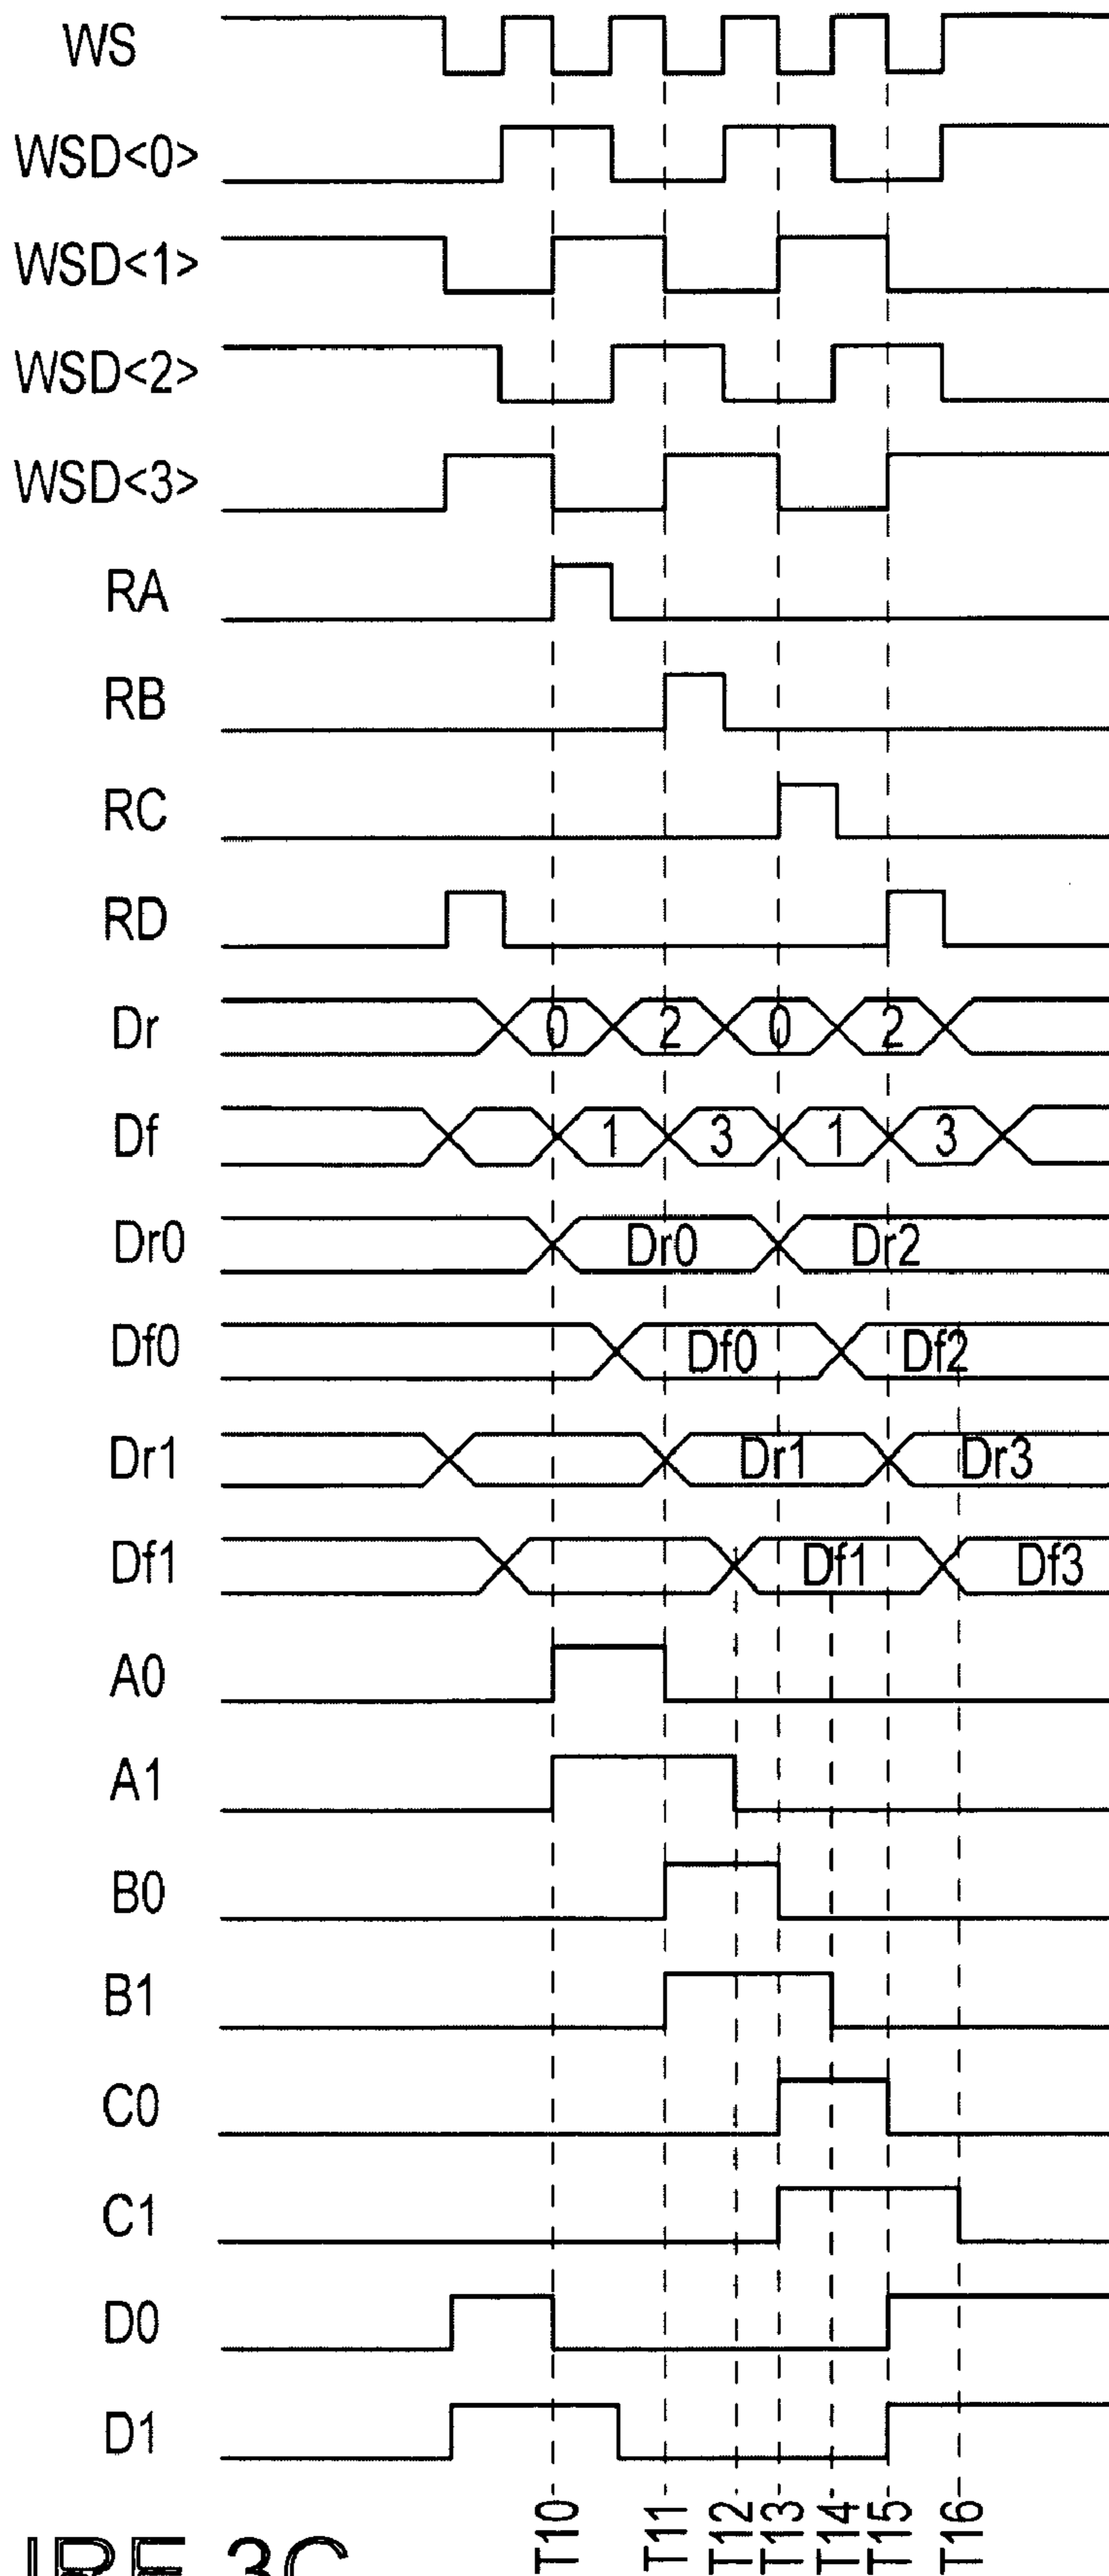 WS
WSD<0>
WSD<1>
WSD<2>
WSD<3>
RA
RB
RC
RD
Dr 0 2 0 2
Df 1 3 1 3
Dr0 Dr0 Dr2
Df0 Df0 Df2
Dr1 Dr1 Dr3
Df1 Df1 Df3
A0
A1
B0
B1
C0
C1
D0
D1
T10 T11 T12 T13 T14 T15 T16
3C